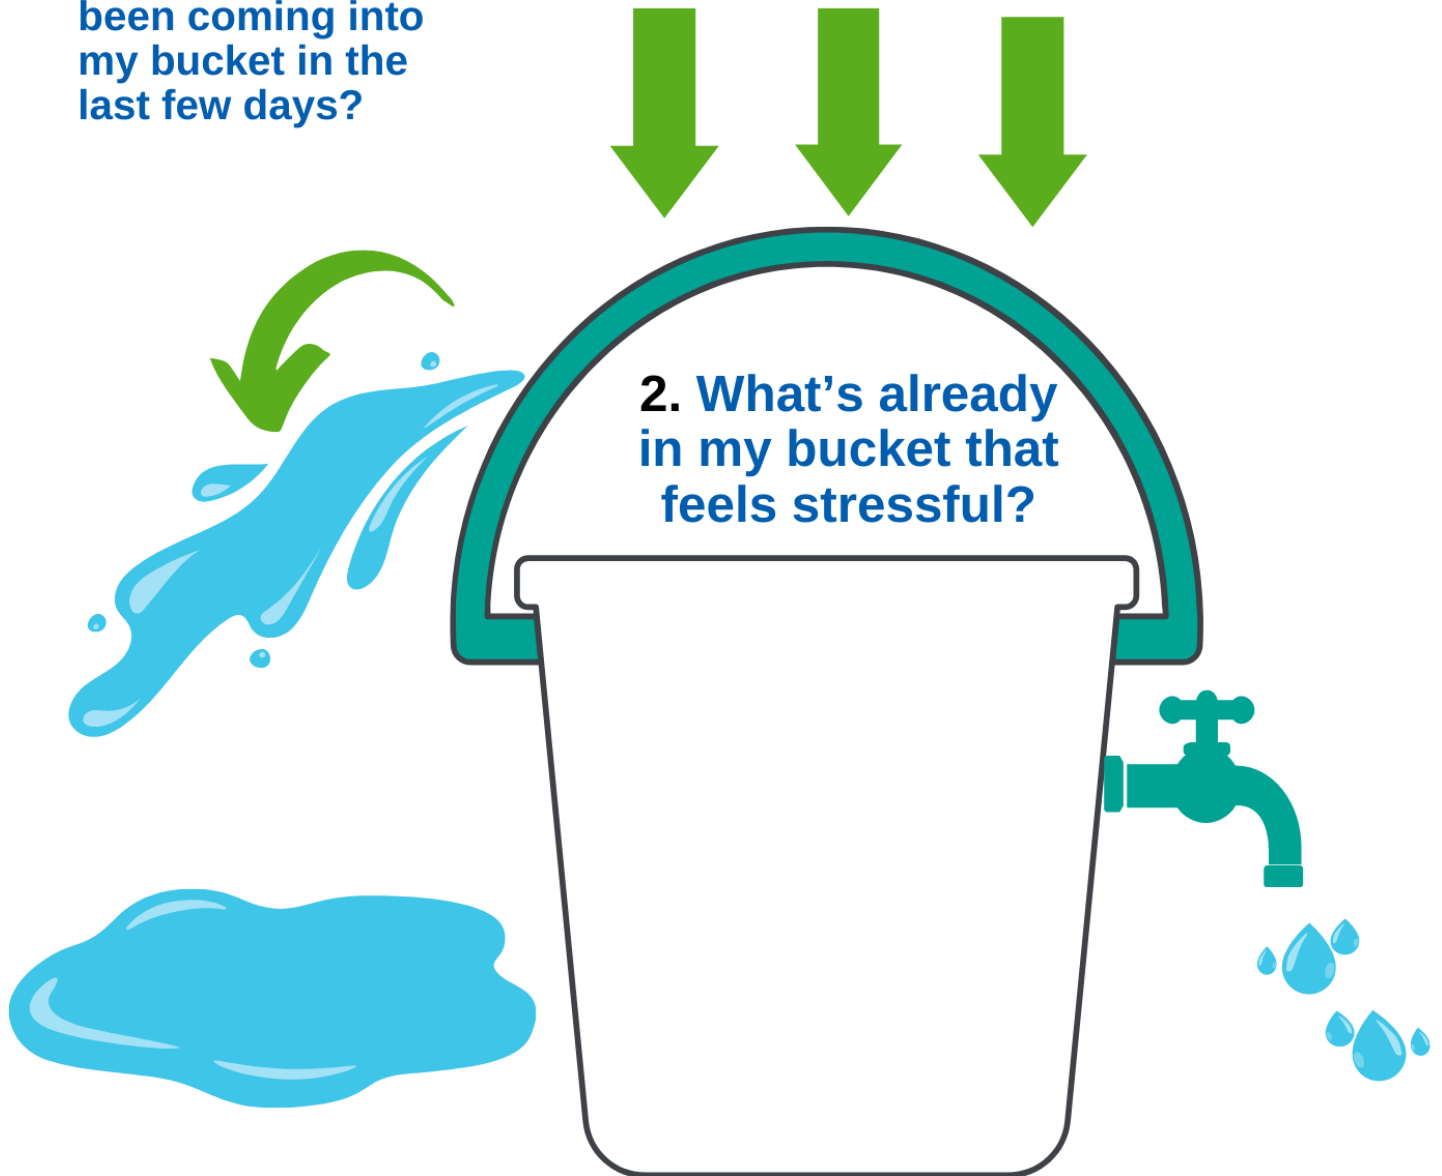 been coming into
my bucket in the
last few days?
2. What’s already
in my bucket that
feels stressful?